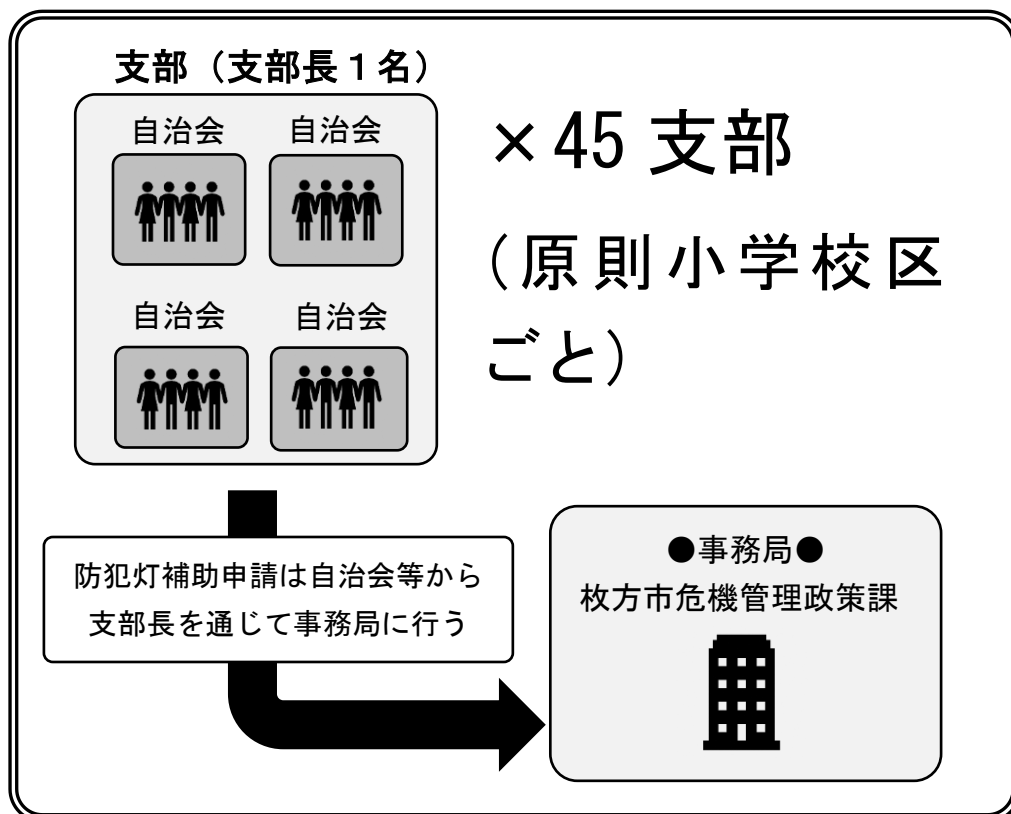 支部（支部長１名）
自治会
自治会
自治会
自治会
×45 支部
（原則小学校区
ごと）
防犯灯補助申請は自治会等から
支部長を通じて事務局に行う
●事務局●
枚方市危機管理政策課